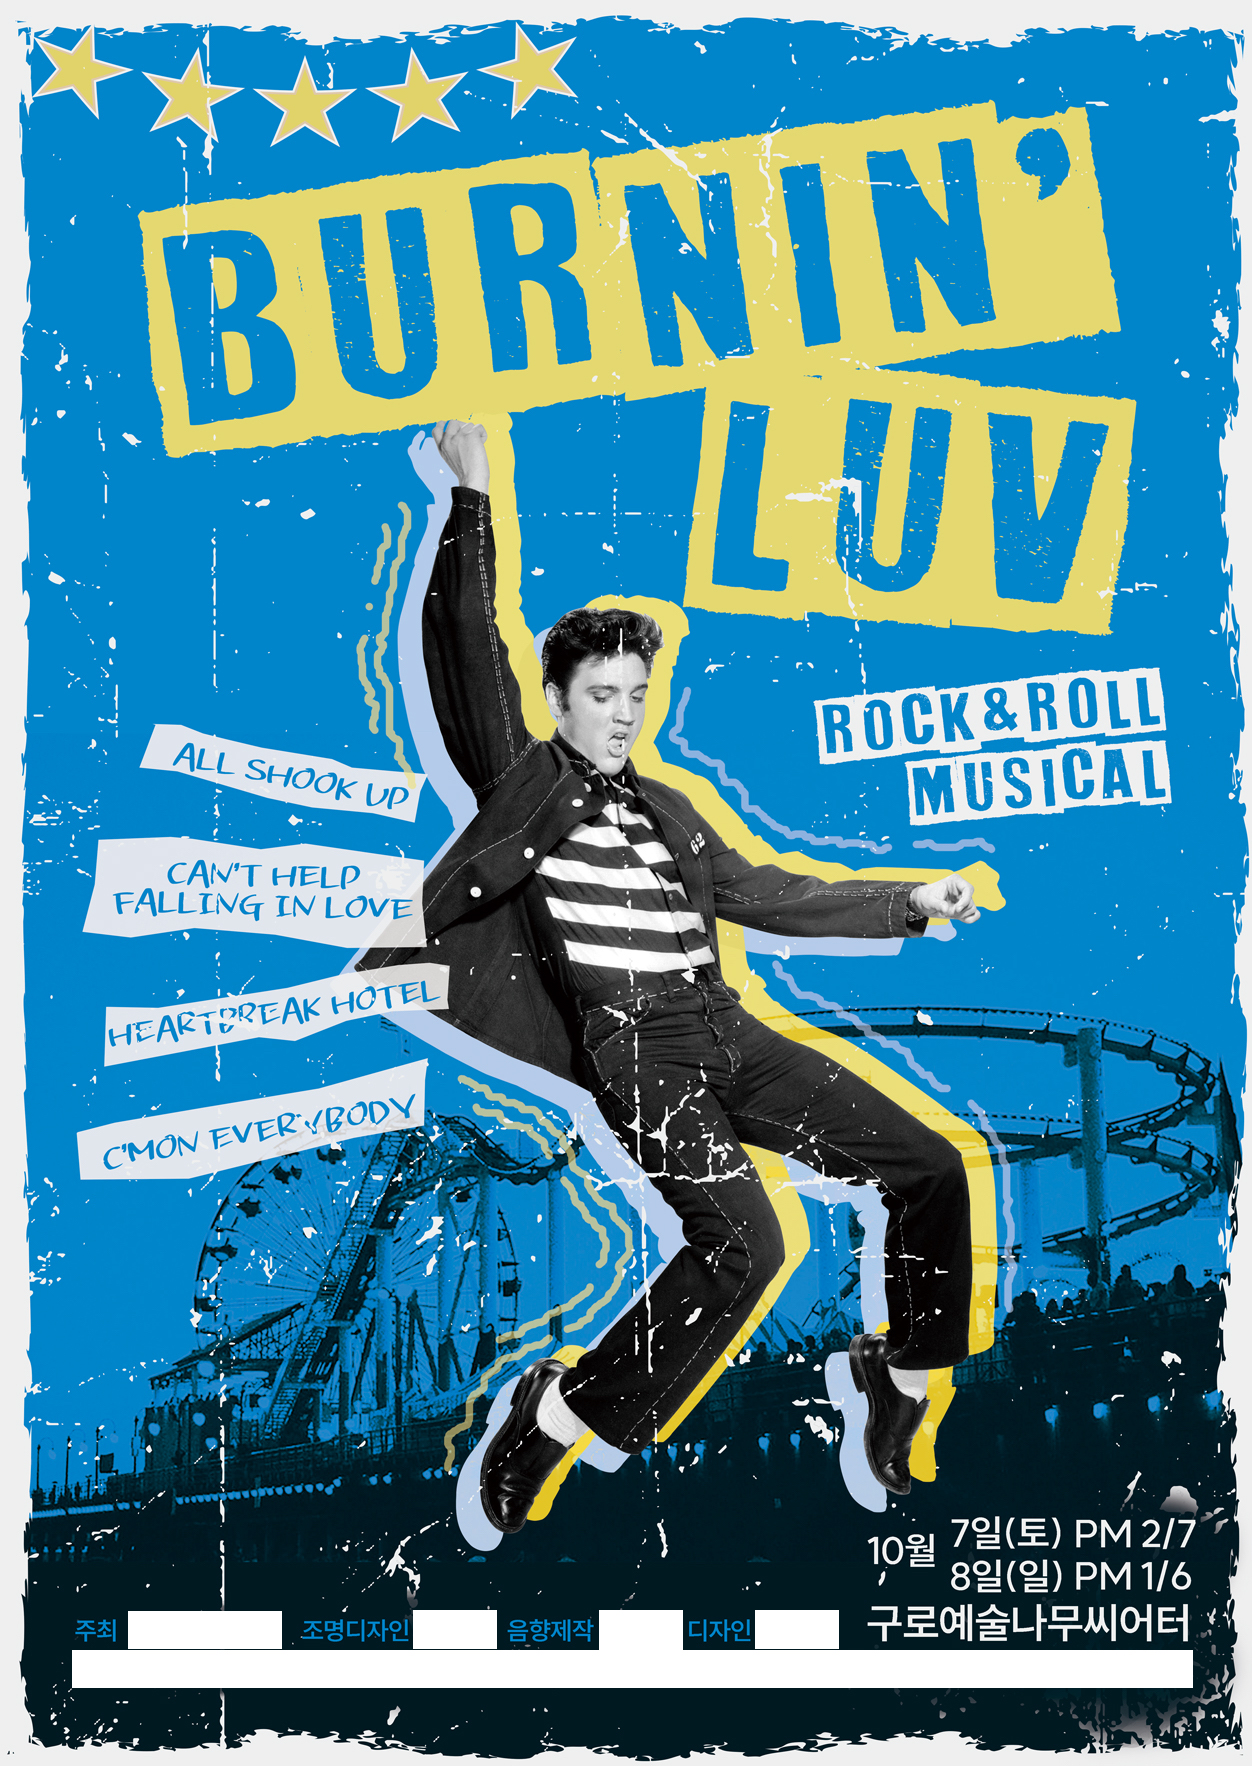 BURNIN'
LUV
ROCK&ROLL
MUSICAL
ALL SHOOK UP
CAN'T HELP
FALLING IN LOVE
HEARTBREAK HOTEL
C'MON EVERYBODY
62
10월
7일(토) PM 2/7
8일(일) PM 1/6
구로예술나무씨어터
주최 조명디자인 음향제작 디자인